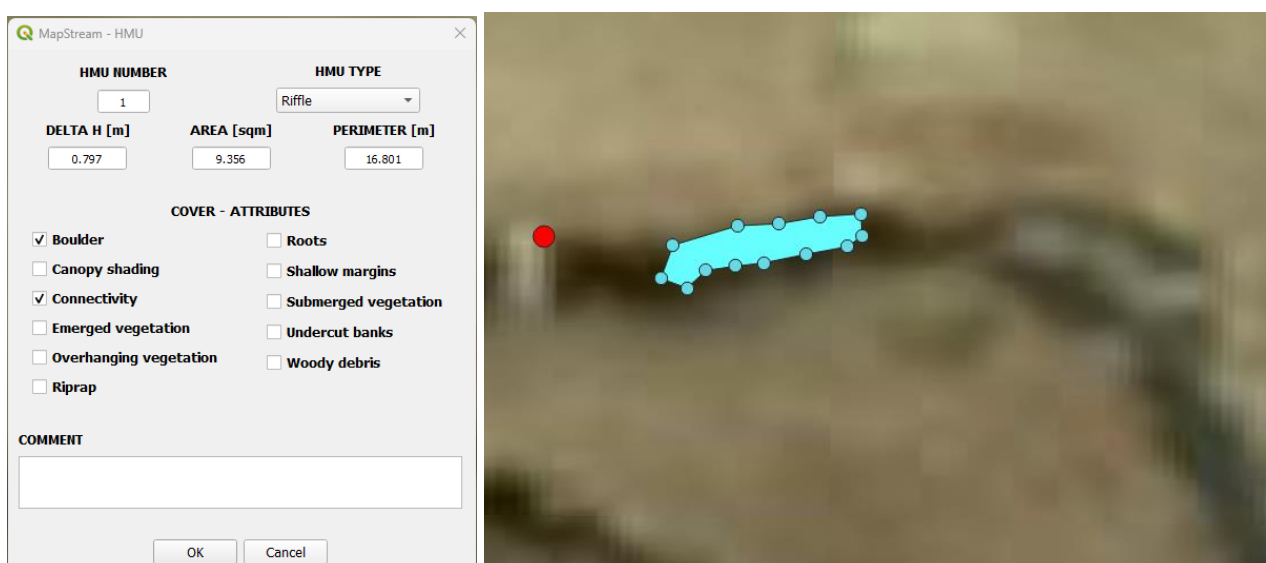 MapStream - HMU
HMU NUMBER HMU TYPE
1 Riffle
DELTA H [m] AREA [sqm] PERIMETER [m]
0.797 9.356 16.801
COVER - ATTRIBUTES
Boulder Roots
Canopy shading Shallow margins
Connectivity Submerged vegetation
Emerged vegetation Undercut banks
Overhanging vegetation Woody debris
Riprap
COMMENT
OK Cancel